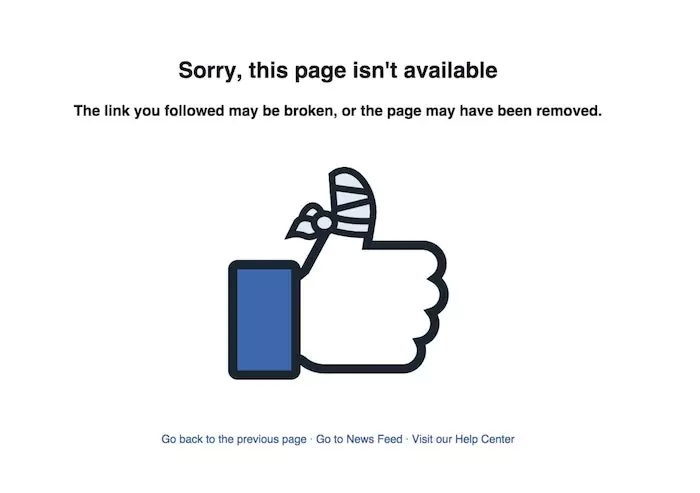 Sorry, this page isn't available
The link you followed may be broken, or the page may have been removed.
Go back to the previous page · Go to News Feed · Visit our Help Center